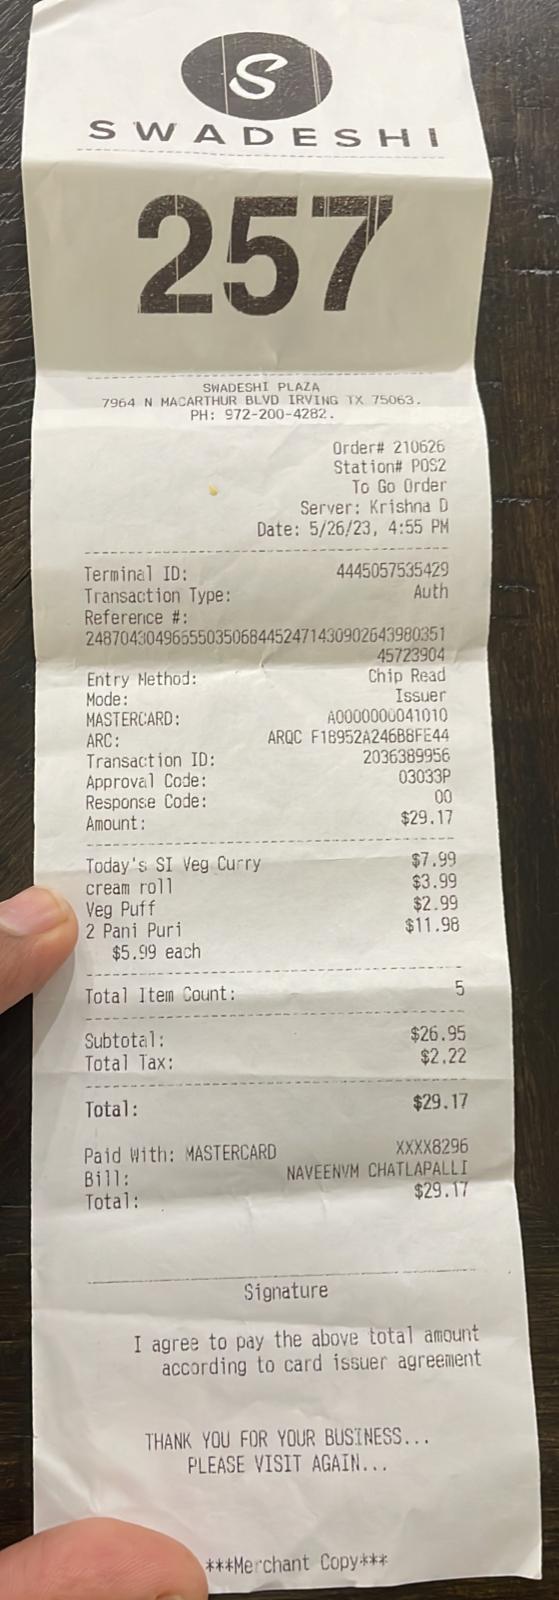 S
SWADESHI
257
SWADESHI PLAZA
7964 N MACARTHUR BLVD IRVING TX 75063.
PH: 972-200-4282.
Order# 210626
Station# POS2
To Go Order
Server: Krishna D
Date: 5/26/23, 4:55 PM
Terminal ID: 4445057535429
Transaction Type: Auth
Reference #:
248704304966550350684452471430902643980351
45723904
Entry Method: Chip Read
Mode: Issuer
MASTERCARD: A0000000041010
ARC: ARQC F18952A246B8FE44
Transaction ID: 2036389956
Approval Code: 03033P
Response Code: 00
Amount: $29.17
Today's SI Veg Curry $7.99
cream roll $3.99
Veg Puff $2.99
2 Pani Puri $11.98
$5.99 each
Total Item Count: 5
Subtotal: $26.95
Total Tax: $2.22
Total: $29.17
Paid With: MASTERCARD XXXX8296
Bill: NAVEENVM CHATLAPALLI
Total: $29.17
Signature
I agree to pay the above total amount
according to card issuer agreement
THANK YOU FOR YOUR BUSINESS...
PLEASE VISIT AGAIN...
***Merchant Copy***